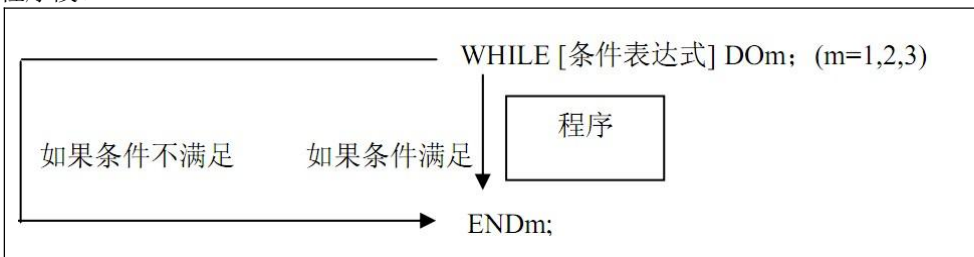 WHILE [条件表达式] DOm；(m=1,2,3)
程序
如果条件不满足
如果条件满足
ENDm;